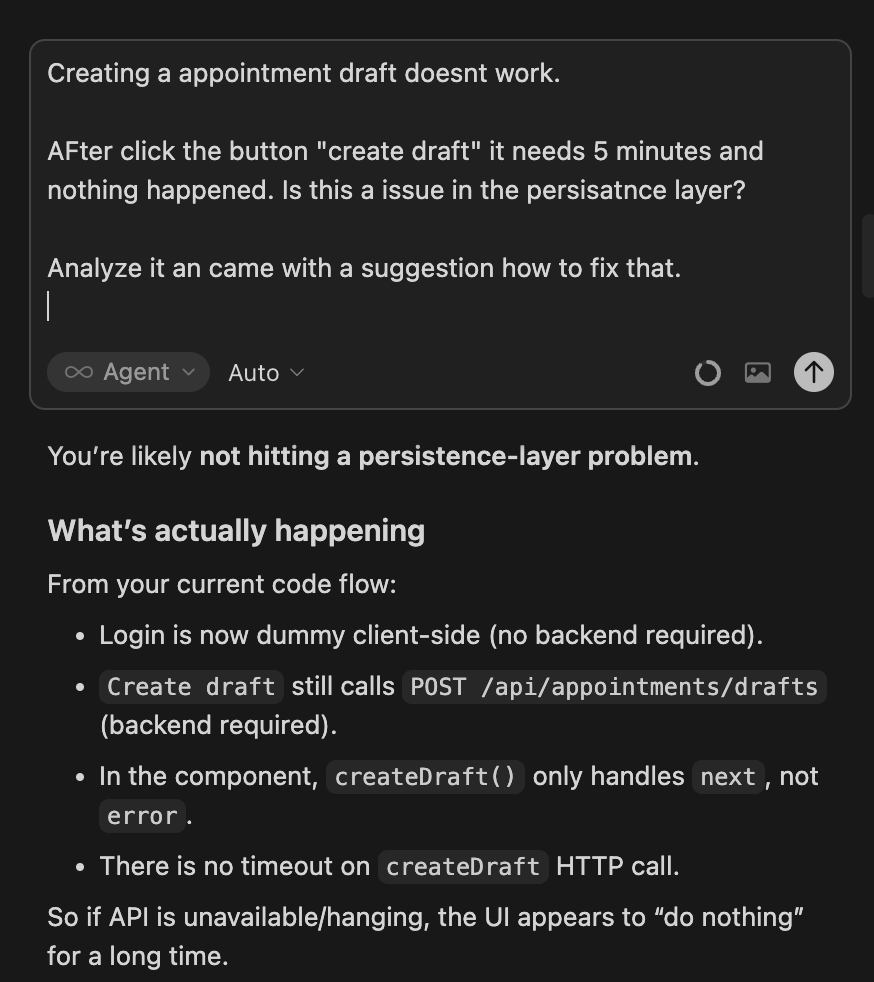 Creating a appointment draft doesnt work.
AFter click the button "create draft" it needs 5 minutes and
nothing happened. Is this a issue in the persisatnce layer?
Analyze it an came with a suggestion how to fix that.
Agent
Auto
You’re likely not hitting a persistence-layer problem.
What’s actually happening
From your current code flow:
• Login is now dummy client-side (no backend required).
• Create draft still calls POST /api/appointments/drafts
(backend required).
• In the component, createDraft() only handles next, not
error.
• There is no timeout on createDraft HTTP call.
So if API is unavailable/hanging, the UI appears to “do nothing”
for a long time.